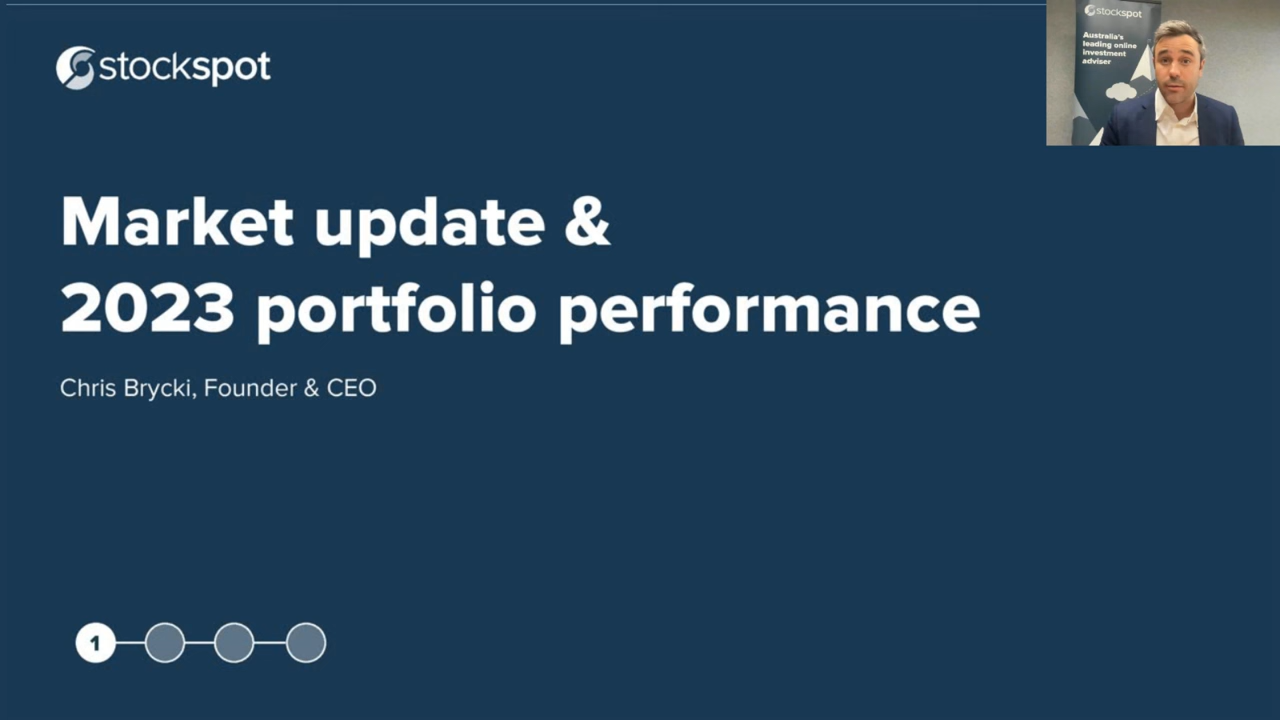 stockspot
Market update &
2023 portfolio performance
Chris Brycki, Founder & CEO
1
stockspot
Australia's
leading online
investment
adviser